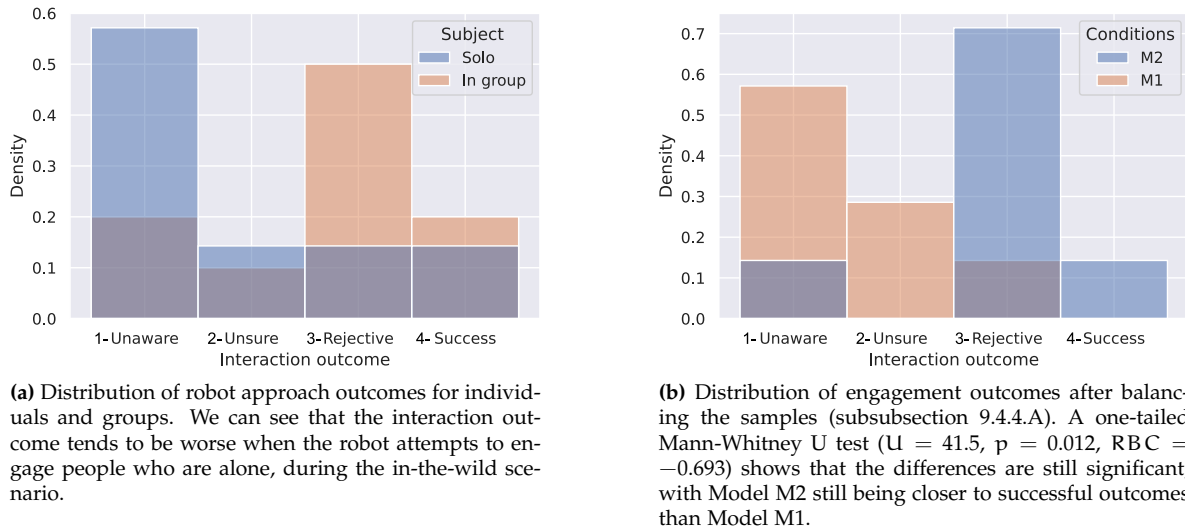 0.6
0.5
0.4
0.3
0.2
0.1
0.0
Density
Subject
Solo
In group
1-Unaware 2-Unsure 3-Rejective 4-Success
Interaction outcome
(a) Distribution of robot approach outcomes for individ-
uals and groups. We can see that the interaction out-
come tends to be worse when the robot attempts to en-
gage people who are alone, during the in-the-wild sce-
nario.
0.7
0.6
0.5
0.4
0.3
0.2
0.1
0.0
Density
Conditions
M2
M1
1-Unaware 2- Unsure 3-Rejective 4- Success
Interaction outcome
(b) Distribution of engagement outcomes after balanc-
ing the samples (subsubsection 9.4.4.A). A one-tailed
Mann-Whitney U test (U = 41.5, p = 0.012, RBC =
−0.693) shows that the differences are still significant
with Model M2 still being closer to successful outcomes
than Model M1.